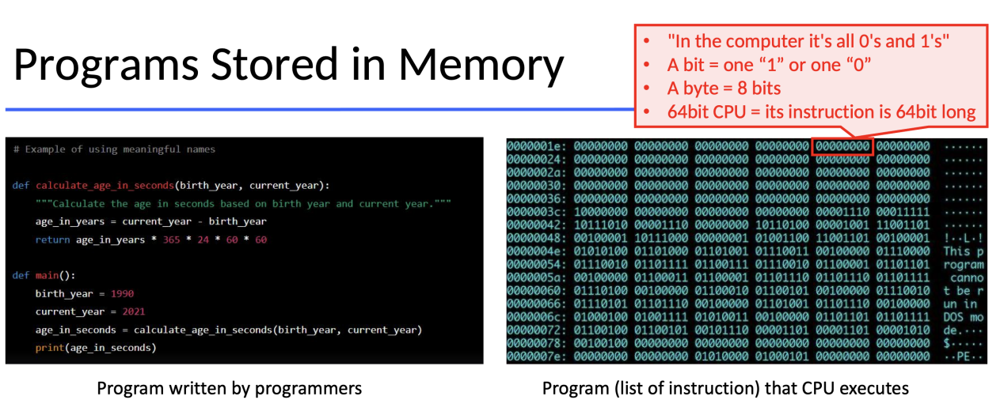 Programs Stored in Memory
• "In the computer it's all 0's and 1's"
• A bit = one “1” or one “0”
• A byte = 8 bits
• 64bit CPU = its instruction is 64bit long
# Example of using meaningful names
def calculate_age_in_seconds(birth_year, current_year):
"""Calculate the age in seconds based on birth year and current year."""
age_in_years = current_year - birth_year
return age_in_years * 365 * 24 * 60 * 60
def main():
birth_year = 1990
current_year = 2021
age_in_seconds = calculate_age_in_seconds(birth_year, current_year)
print(age_in_seconds)
0000001e: 00000000 00000000 00000000 00000000 00000000 00000000 ······
00000024: 00000000 00000000 00000000 00000000 00000000 00000000 ······
0000002a: 00000000 00000000 00000000 00000000 00000000 00000000 ······
00000030: 00000000 00000000 00000000 00000000 00000000 00000000 ······
00000036: 00000000 00000000 00000000 00000000 00000000 00000000 ······
0000003c: 10000000 00000000 00000000 00000000 00001110 00011111 ······
00000042: 10111010 00001110 00000000 10110100 00001001 11001101 ······
00000048: 00100001 10111000 00000001 01001100 11001101 00100001 !··L·!
0000004e: 01010100 01101000 01101001 01110011 00100000 01110000 This p
00000054: 01110010 01101111 01100111 01110010 01100001 01101101 rogram
0000005a: 00100000 01100011 01100001 01101110 01101110 01101111 canno
00000060: 01110100 00100000 01100010 01100101 00100000 01110010 t be r
00000066: 01110101 01101110 00100000 01101001 01101110 00100000 un in
0000006c: 01000100 01001111 01010011 00100000 01101101 01101111 DOS mo
00000072: 01100100 01100101 00101110 00001101 00001101 00001010 de.···
00000078: 00100100 00000000 00000000 00000000 00000000 00000000 $·····
0000007e: 00000000 00000000 01010000 01000101 00000000 00000000 ··PE··
Program written by programmers
Program (list of instruction) that CPU executes